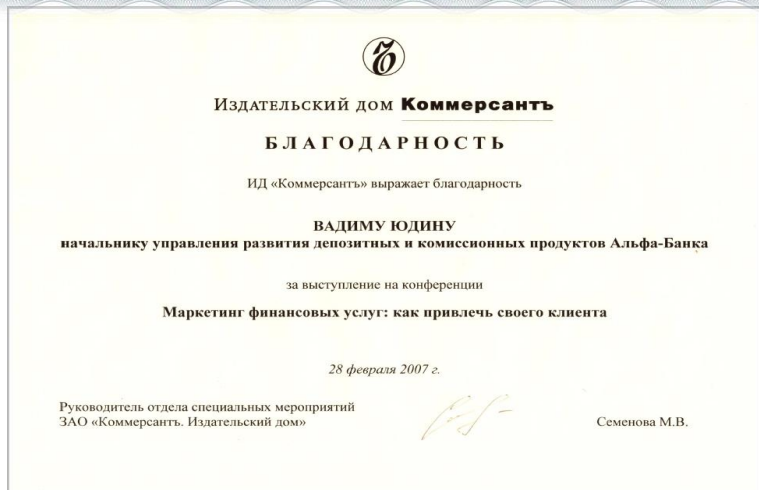 Издательский дом Коммерсантъ
БЛАГОДАРНОСТЬ
ИД «Коммерсантъ» выражает благодарность
ВАДИМУ ЮДИНУ
начальнику управления развития депозитных и комиссионных продуктов Альфа-Банка
за выступление на конференции
Маркетинг финансовых услуг: как привлечь своего клиента
28 февраля 2007 г.
Руководитель отдела специальных мероприятий
ЗАО «Коммерсантъ. Издательский дом»
Семенова М.В.